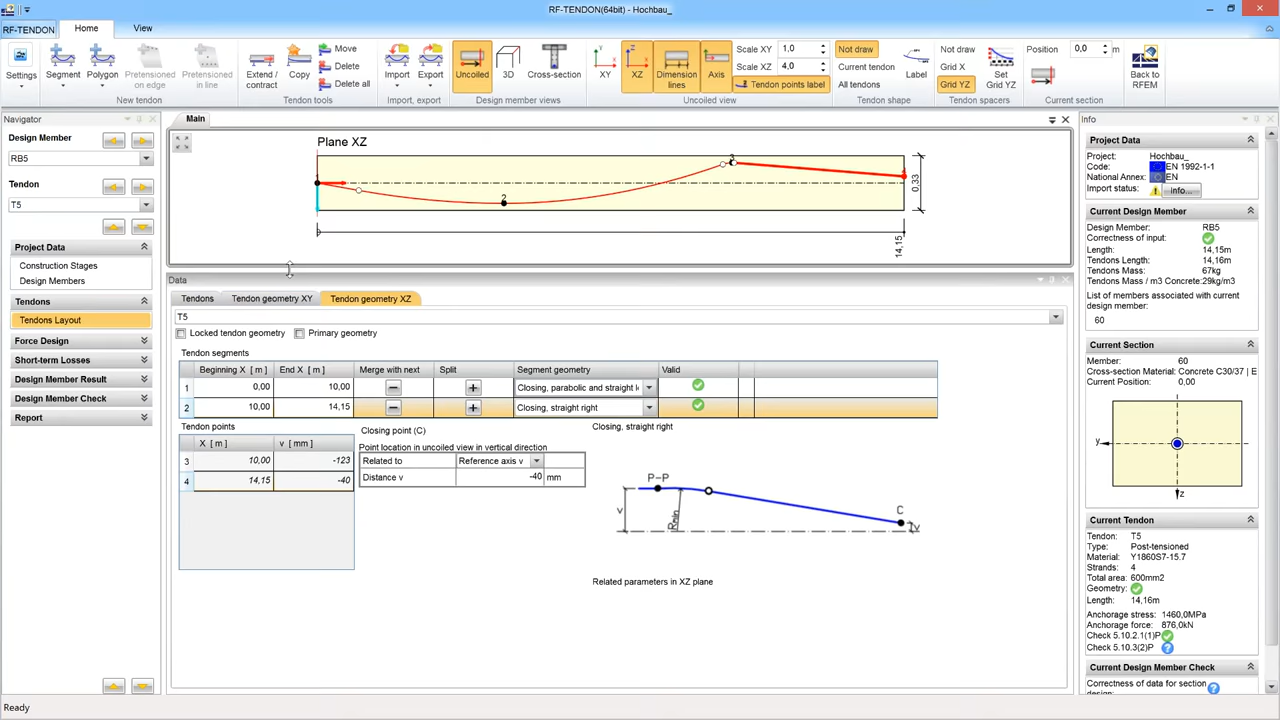 RF-TENDON(64bit) - Hochbau_
RF-TENDON Home View
Settings
Segment
Polygon
Pretensioned on edge
Pretensioned in line
New tendon
Extend / contract
Copy
Move
Delete
Delete all
Tendon tools
Import
Export
Import, export
Uncoiled
3D
Cross-section
Design member views
XY
XZ
Dimension lines
Axis
Scale XY 1,0
Scale XZ 4,0
Tendon points label
Uncoiled view
Not draw
Current tendon
All tendons
Label
Tendon shape
Not draw
Grid X
Grid YZ
Set Grid YZ
Tendon spacers
Position 0,0 m
Current section
Back to RFEM
Navigator
Design Member
RB5
Tendon
T5
Project Data
Construction Stages
Design Members
Tendons
Tendons Layout
Force Design
Short-term Losses
Design Member Result
Design Member Check
Report
Main
Plane XZ
2
0,33
14,15
Data
Tendons Tendon geometry XY Tendon geometry XZ
T5
Locked tendon geometry Primary geometry
Tendon segments
Beginning X [ m ] End X [ m ] Merge with next Split Segment geometry Valid
1 0,00 10,00 − + Closing, parabolic and straight l
2 10,00 14,15 − + Closing, straight right
Tendon points
X [ m ] v [ mm ]
3 10,00 -123
4 14,15 -40
Closing point (C)
Point location in uncoiled view in vertical direction
Related to Reference axis v
Distance v -40 mm
Closing, straight right
P-P
v
Rmin
C
v
Related parameters in XZ plane
Info
Project Data
Project: Hochbau_
Code: EN 1992-1-1
National Annex: EN
Import status: info...
Current Design Member
Design Member: RB5
Correctness of input:
Length: 14,15m
Tendons Length: 14,16m
Tendons Mass: 67kg
Tendons Mass / m3 Concrete: 29kg/m3
List of members associated with current
design member:
60
Current Section
Member: 60
Cross-section Material: Concrete C30/37 | E
Current Position: 0,00
y
z
Current Tendon
Tendon: T5
Type: Post-tensioned
Material: Y1860S7-15.7
Strands: 4
Total area: 600mm2
Geometry:
Length: 14,16m
Anchorage stress: 1460,0MPa
Anchorage force: 876,0kN
Check 5.10.2.1(1)P
Check 5.10.3(2)P
Current Design Member Check
Correctness of data for section
Ready